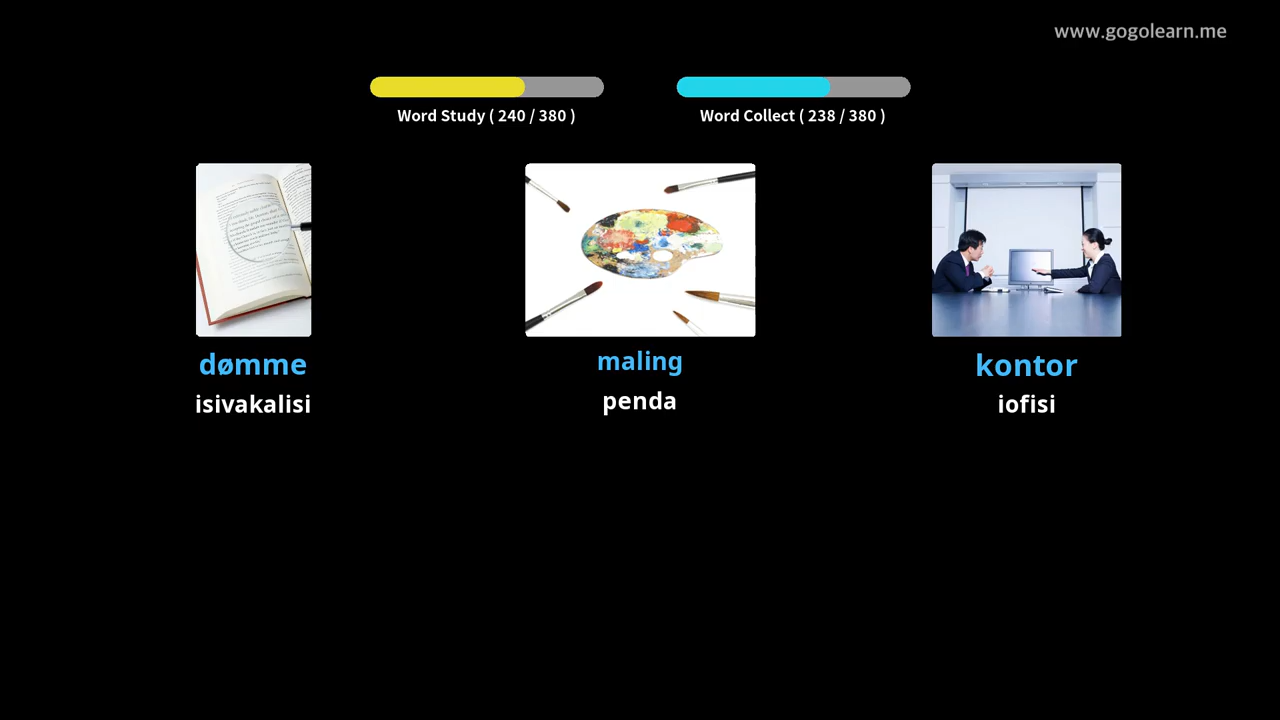 www.gogolearn.me
Word Study ( 240 / 380 )
Word Collect ( 238 / 380 )
dømme
isivakalisi
maling
penda
kontor
iofisi